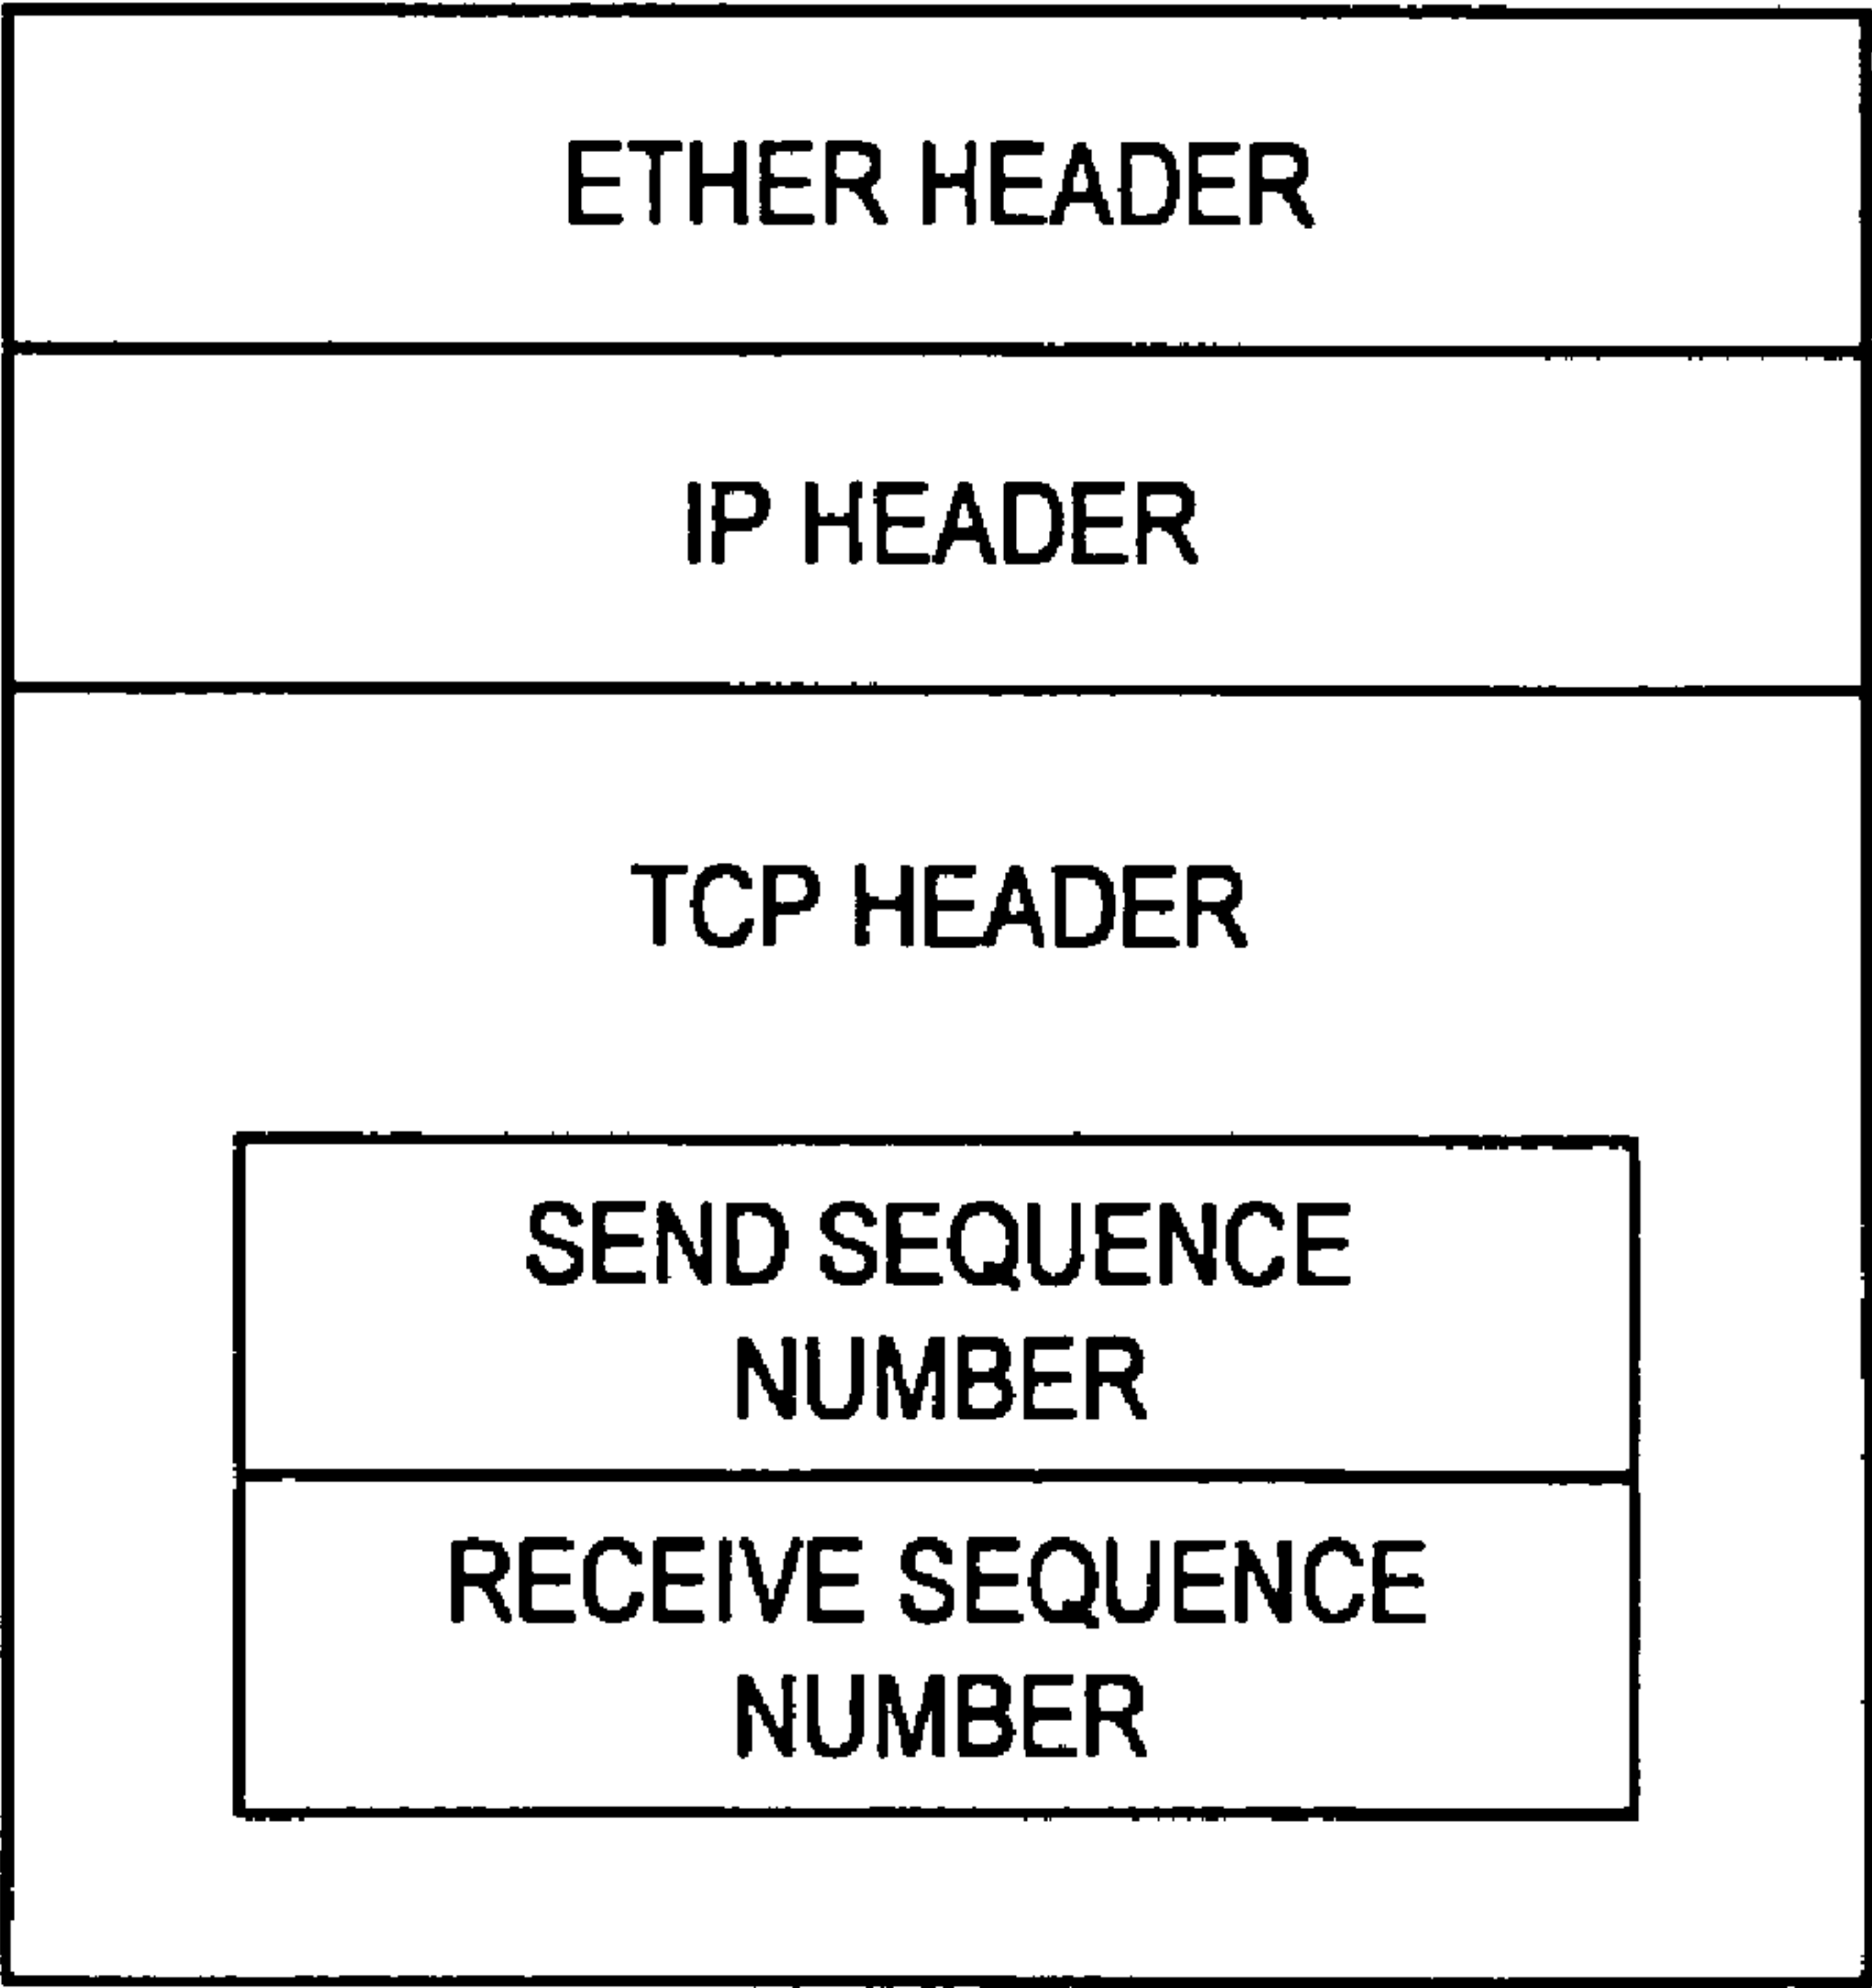 ETHER HEADER
IP HEADER
TCP HEADER
SEND SEQUENCE
NUMBER
RECEIVE SEQUENCE
NUMBER